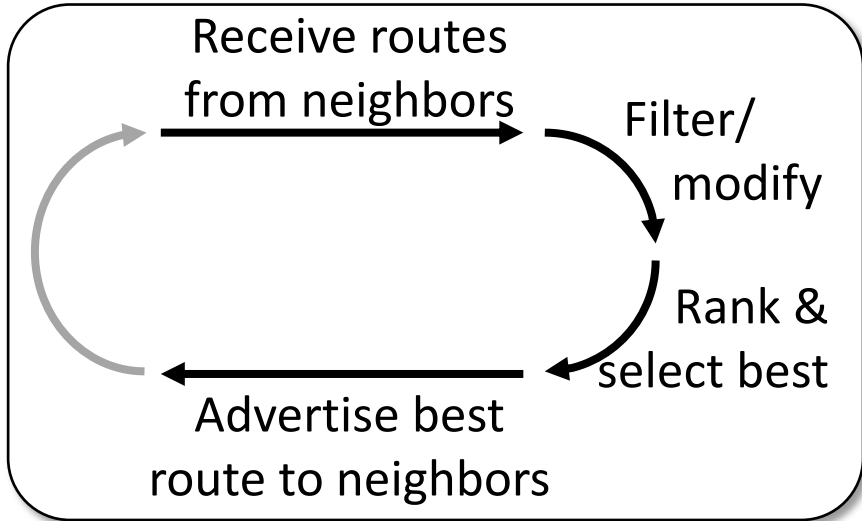 Receive routes
from neighbors
Filter/
modify
Rank &
select best
Advertise best
route to neighbors